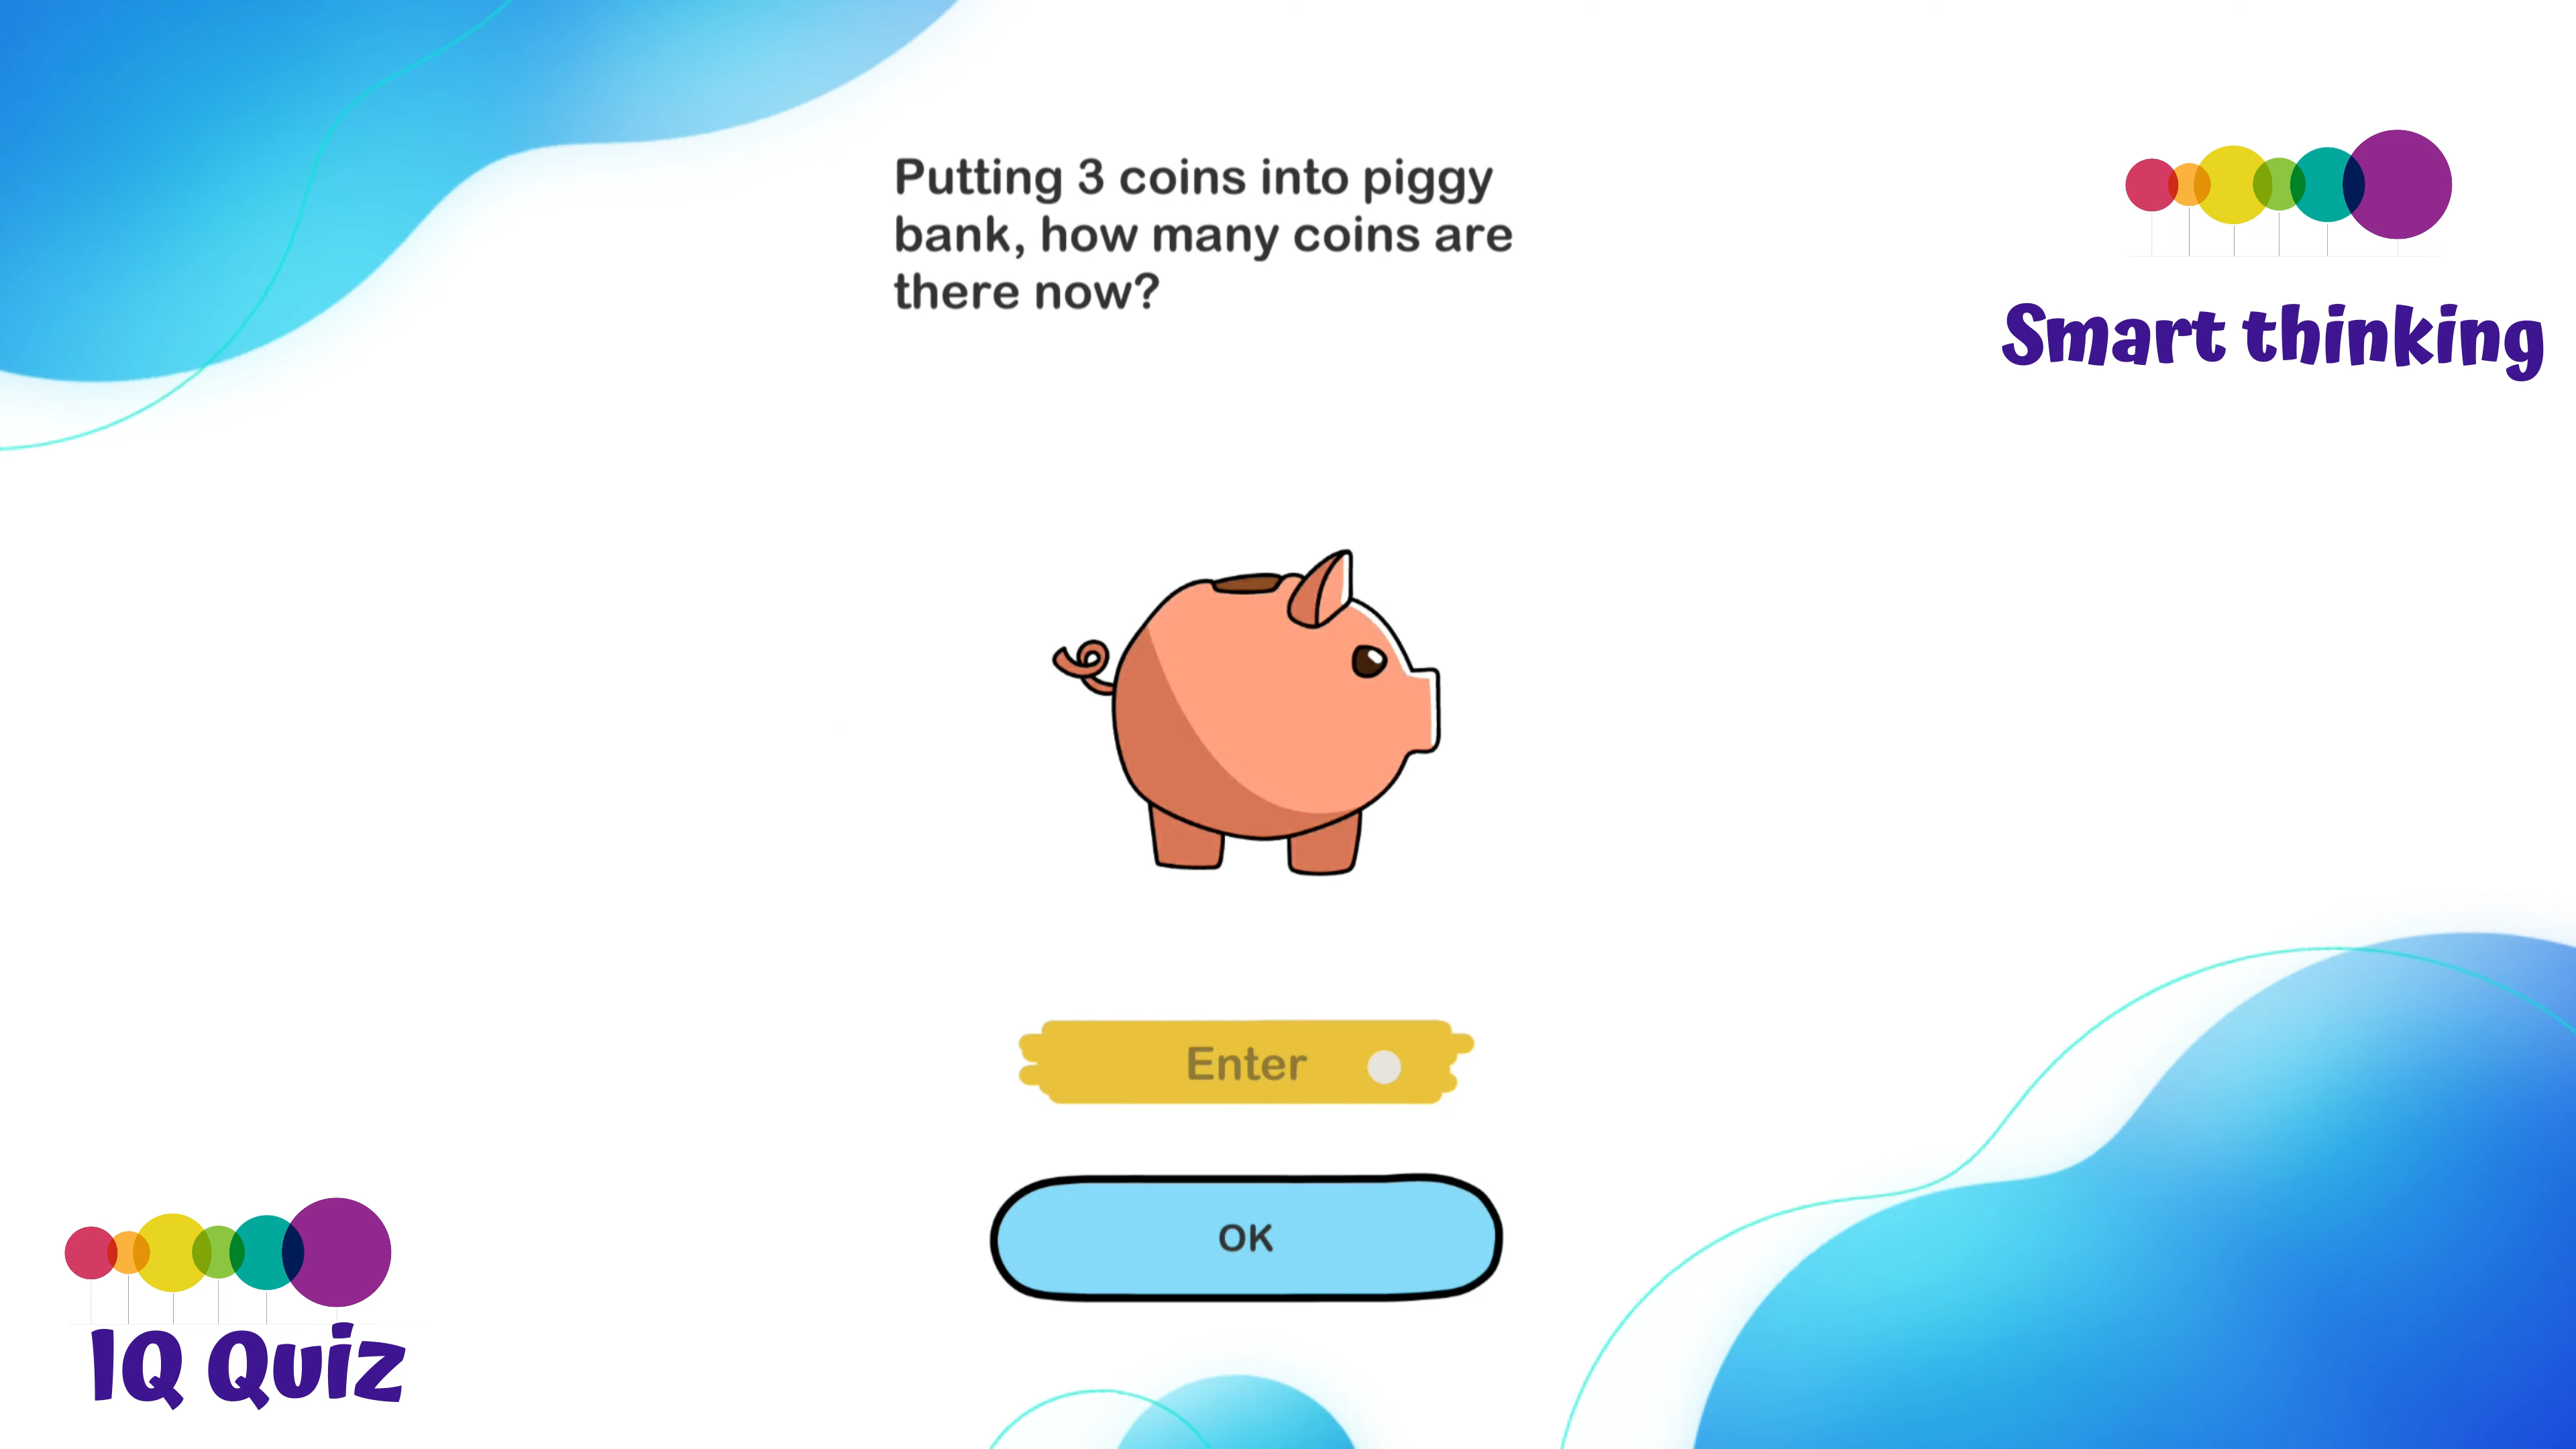 Putting 3 coins into piggy
bank, how many coins are
there now?
Smart thinking
Enter
OK
IQ Quiz